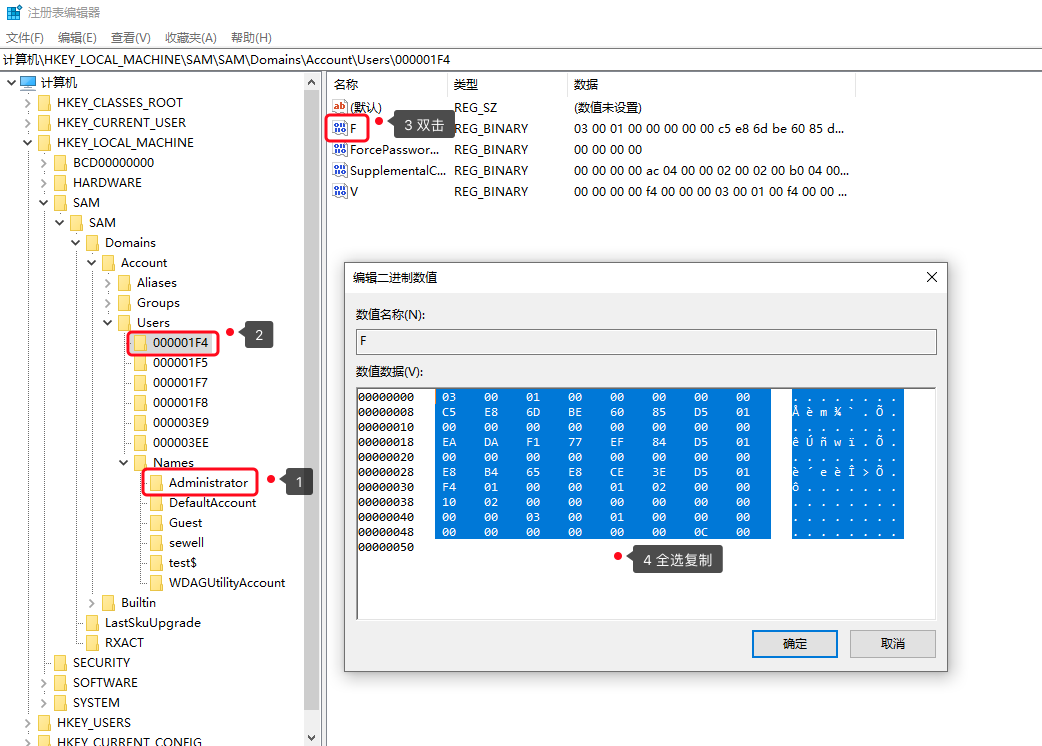 注册表编辑器
文件(F) 编辑(E) 查看(V) 收藏夹(A) 帮助(H)
计算机\HKEY_LOCAL_MACHINE\SAM\SAM\Domains\Account\Users\000001F4
计算机
HKEY_CLASSES_ROOT
HKEY_CURRENT_USER
HKEY_LOCAL_MACHINE
BCD00000000
HARDWARE
SAM
SAM
Domains
Account
Aliases
Groups
Users
000001F4
2
000001F5
000001F7
000001F8
000003E9
000003EE
Names
Administrator
1
DefaultAccount
Guest
sewell
test$
WDAGUtilityAccount
Builtin
LastSkuUpgrade
RXACT
SECURITY
SOFTWARE
SYSTEM
HKEY_USERS
HKEY_CURRENT_CONFIG
名称 类型 数据
(默认) REG_SZ (数值未设置)
F 3 双击 REG_BINARY 03 00 01 00 00 00 00 00 c5 e8 6d be 60 85 d...
ForcePasswor... REG_BINARY 00 00 00 00
SupplementalC... REG_BINARY 00 00 00 00 ac 04 00 00 02 00 02 00 b0 04 00...
V REG_BINARY 00 00 00 00 f4 00 00 00 03 00 01 00 f4 00 00 ...
编辑二进制数值
数值名称(N):
F
数值数据(V):
00000000 03 00 01 00 00 00 00 00 . . . . . . . .
00000008 C5 E8 6D BE 60 85 D5 01 Å è m ¾ ` . Õ .
00000010 00 00 00 00 00 00 00 00 . . . . . . . .
00000018 EA DA F1 77 EF 84 D5 01 ê Ú ñ w ï . Õ .
00000020 00 00 00 00 00 00 00 00 . . . . . . . .
00000028 E8 B4 65 E8 CE 3E D5 01 è ´ e è Î > Õ .
00000030 F4 01 00 00 01 02 00 00 ô . . . . . . .
00000038 10 02 00 00 00 00 00 00 . . . . . . . .
00000040 00 00 03 00 01 00 00 00 . . . . . . . .
00000048 00 00 00 00 00 00 0C 00 . . . . . . . .
00000050
4 全选复制
确定 取消